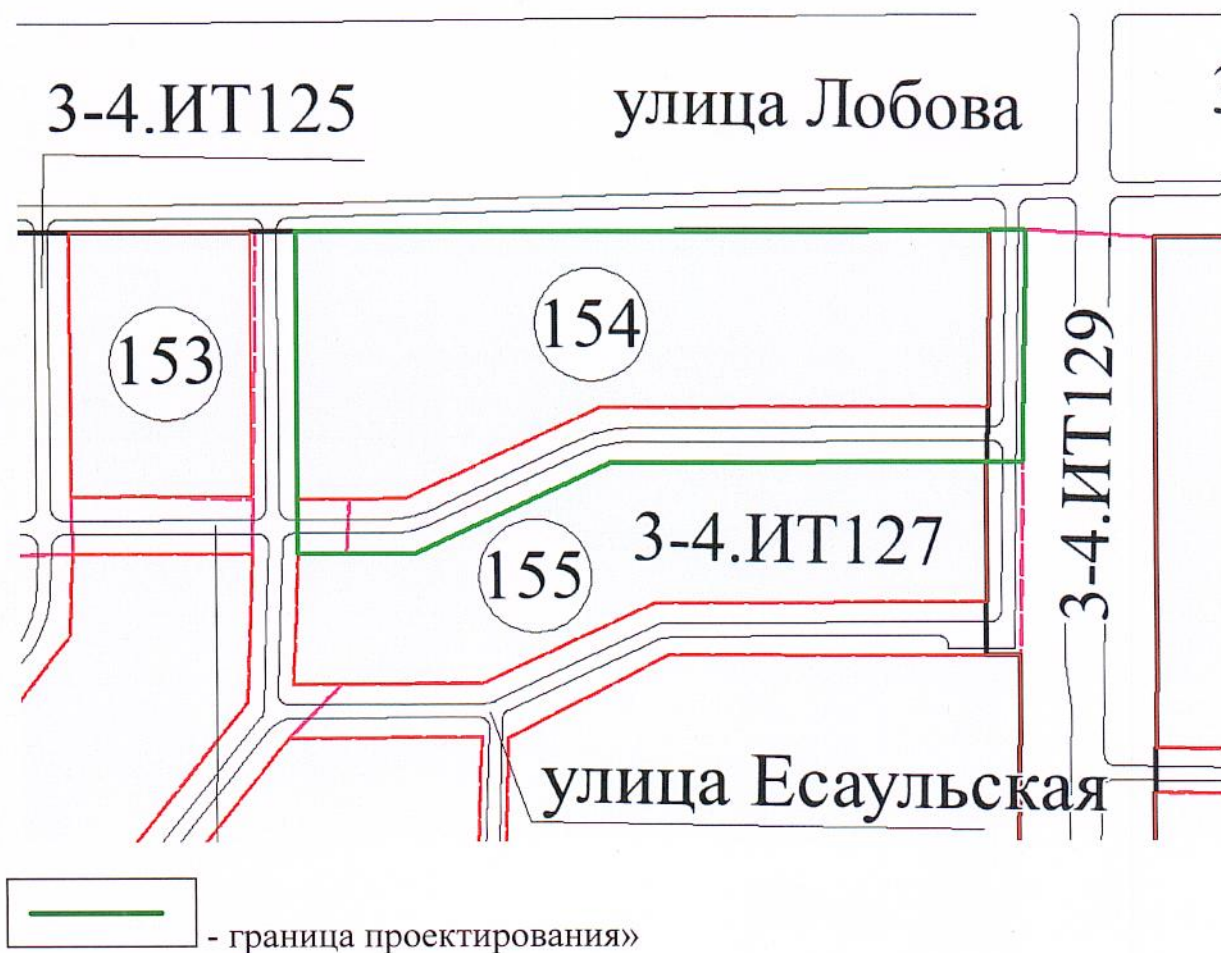 3-4.ИТ125
улица Лобова
153
154
3-4.ИТ129
155
3-4.ИТ127
улица Есаульская
- граница проектирования»